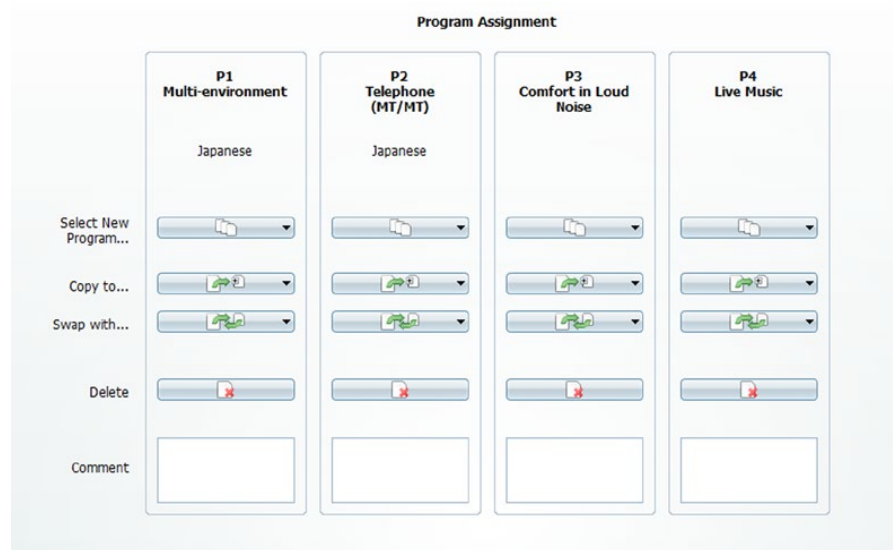 Program Assignment
P1
Multi-environment
Japanese
P2
Telephone
(MT/MT)
Japanese
P3
Comfort in Loud
Noise
P4
Live Music
Select New
Program...
Copy to...
Swap with...
Delete
Comment